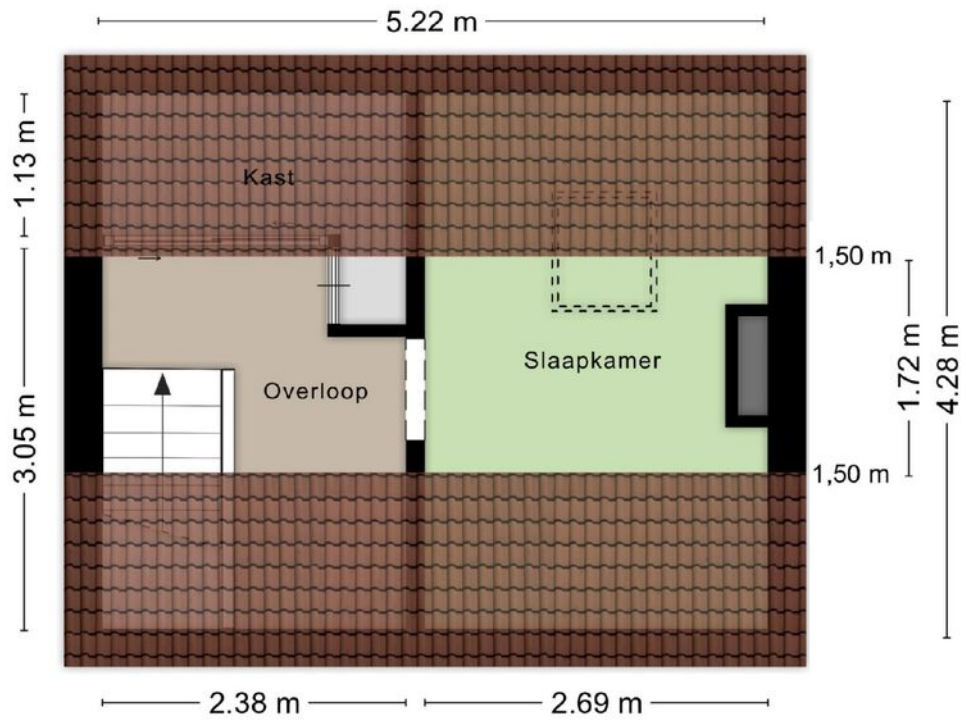 5.22 m
1.13 m
Kast
1,50 m
Slaapkamer
Overloop
1.72 m
4.28 m
3.05 m
1,50 m
2.38 m
2.69 m